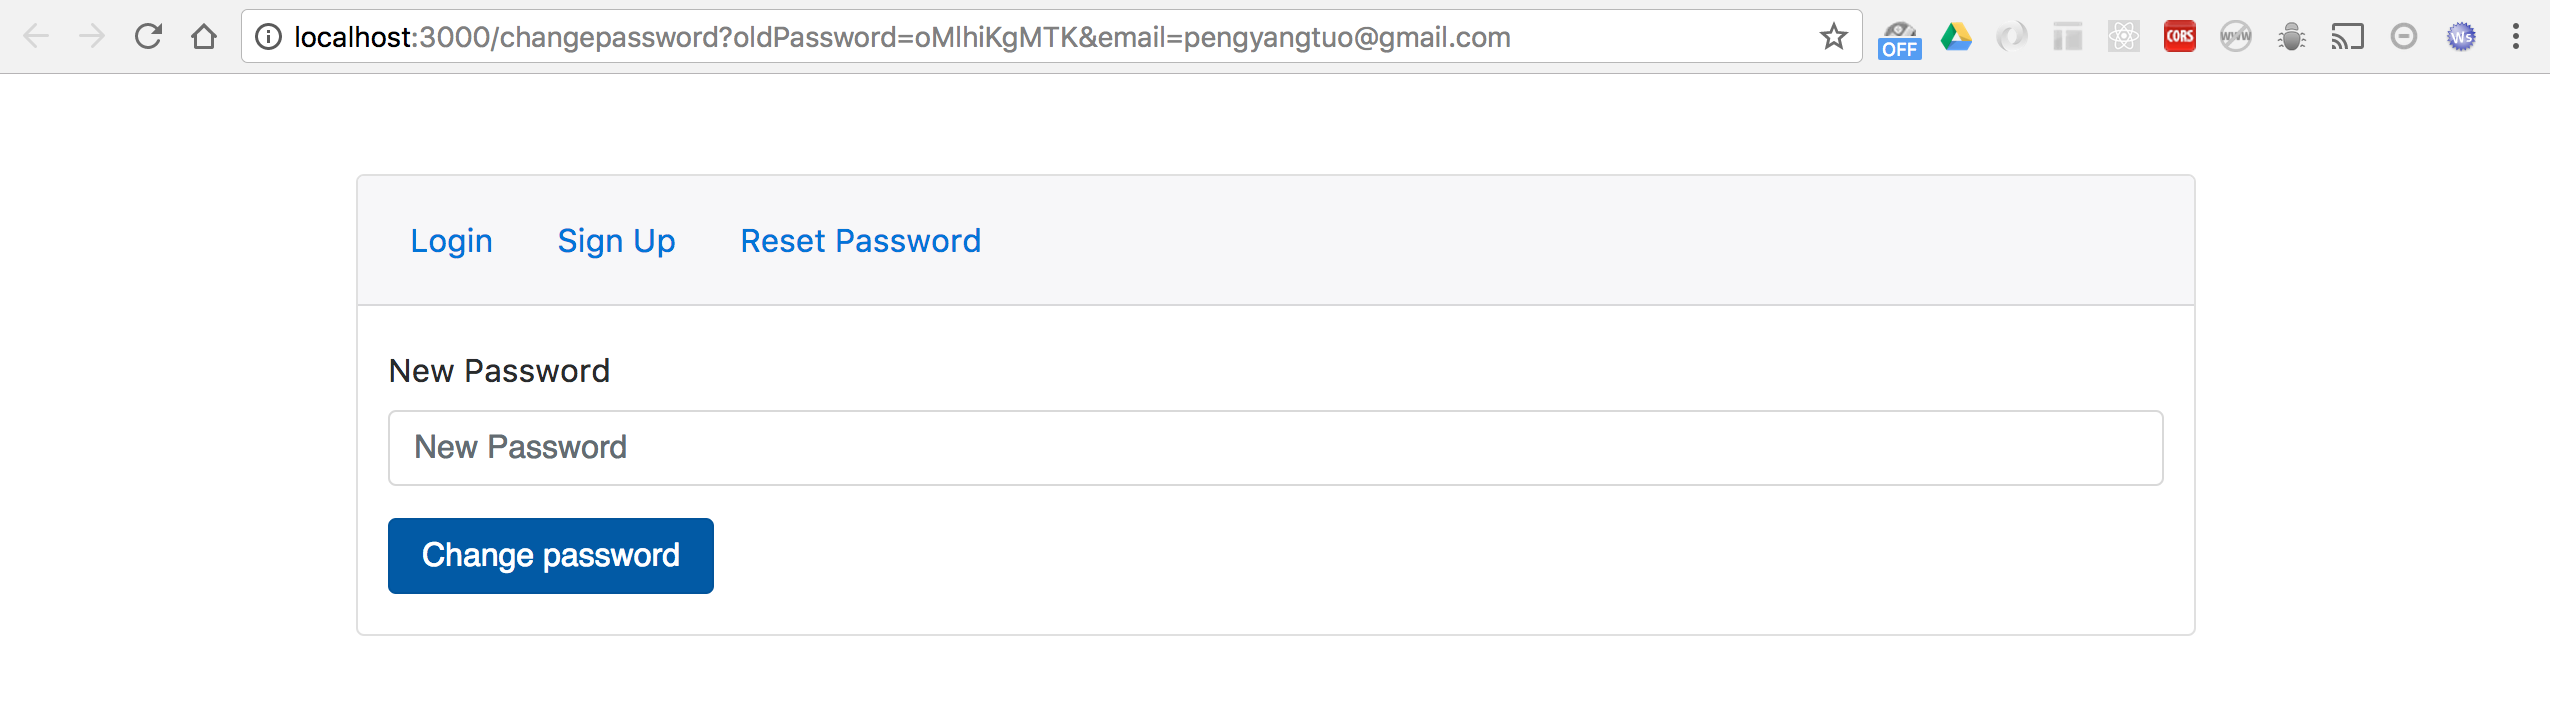 localhost:3000/changepassword?oldPassword=oMlhiKgMTK&email=pengyangtuo@gmail.com
OFF
CORS
WWW
Ws
Login Sign Up Reset Password
New Password
New Password
Change password